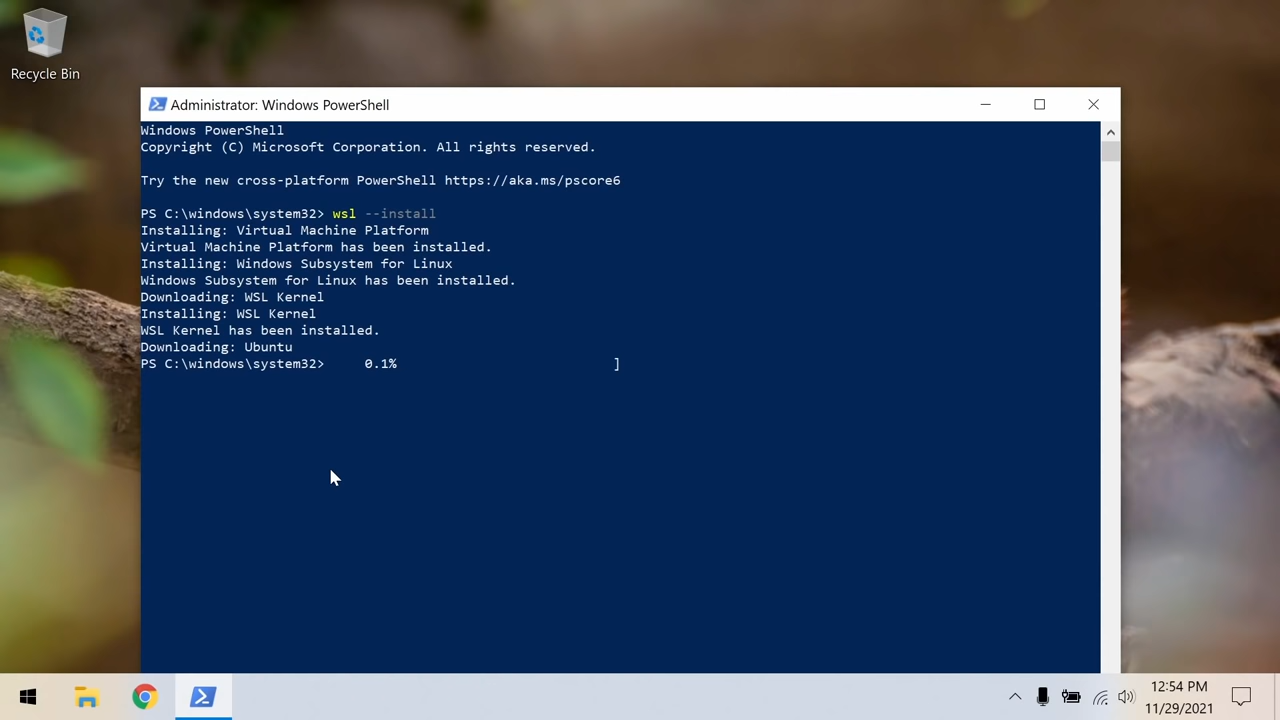 Recycle Bin
Administrator: Windows PowerShell
Windows PowerShell
Copyright (C) Microsoft Corporation. All rights reserved.
Try the new cross-platform PowerShell https://aka.ms/pscore6
PS C:\windows\system32> wsl --install
Installing: Virtual Machine Platform
Virtual Machine Platform has been installed.
Installing: Windows Subsystem for Linux
Windows Subsystem for Linux has been installed.
Downloading: WSL Kernel
Installing: WSL Kernel
WSL Kernel has been installed.
Downloading: Ubuntu
PS C:\windows\system32> 0.1% ]
12:54 PM
11/29/2021